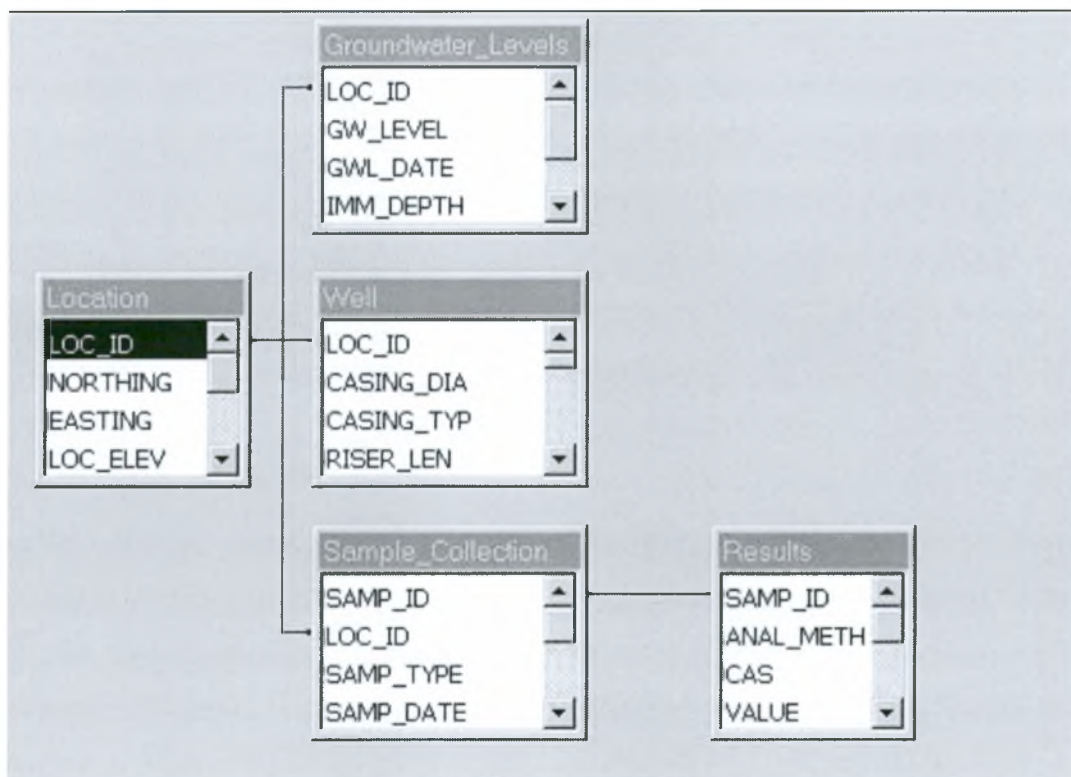 Groundwater_Levels
LOC_ID
GW_LEVEL
GWL_DATE
IMM_DEPTH
Location
LOC_ID
NORTHING
EASTING
LOC_ELEV
Well
LOC_ID
CASING_DIA
CASING_TYP
RISER_LEN
Sample_Collection
SAMP_ID
LOC_ID
SAMP_TYPE
SAMP_DATE
Results
SAMP_ID
ANAL_METH
CAS
VALUE